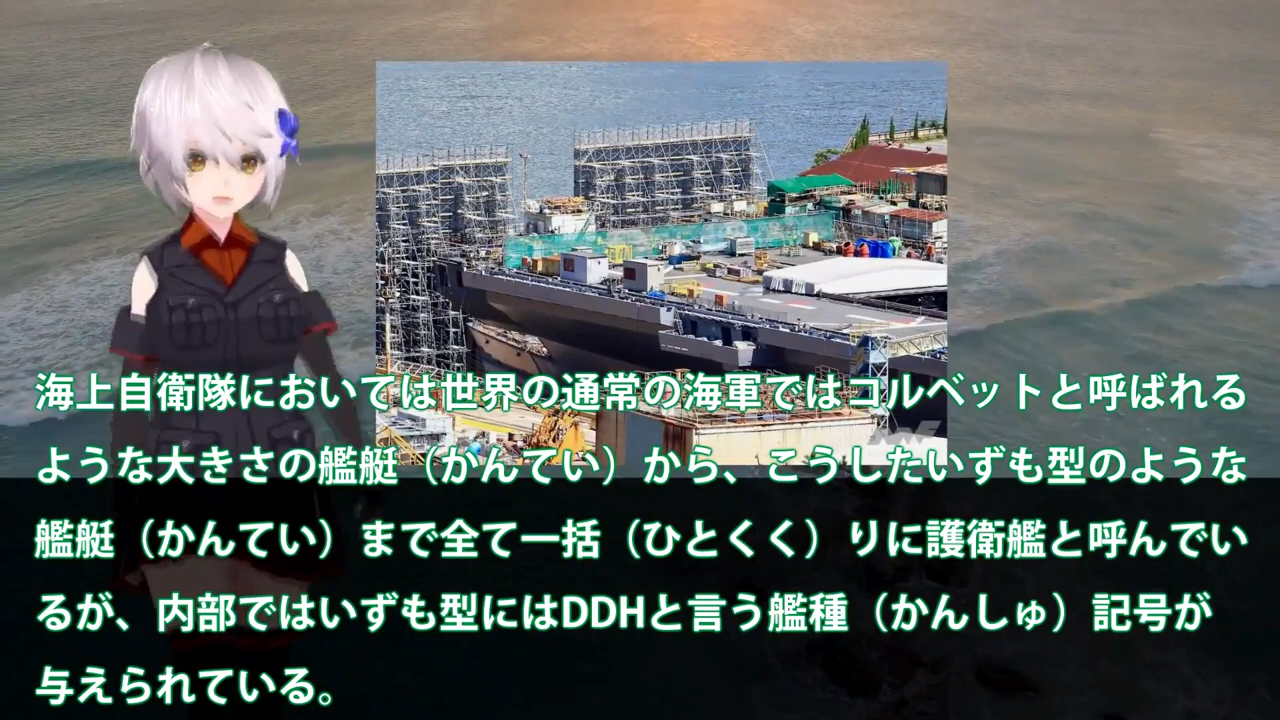 海上自衛隊においては世界の通常の海軍ではコルベットと呼ばれる
ような大きさの艦艇（かんてい）から、こうしたいずも型のような
艦艇（かんてい）まで全て一括（ひとくく）りに護衛艦と呼んでい
るが、内部ではいずも型にはDDHと言う艦種（かんしゅ）記号が
与えられている。